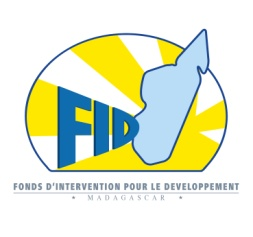 FID
FONDS D'INTERVENTION POUR LE DEVELOPPEMENT
• MADAGASCAR •